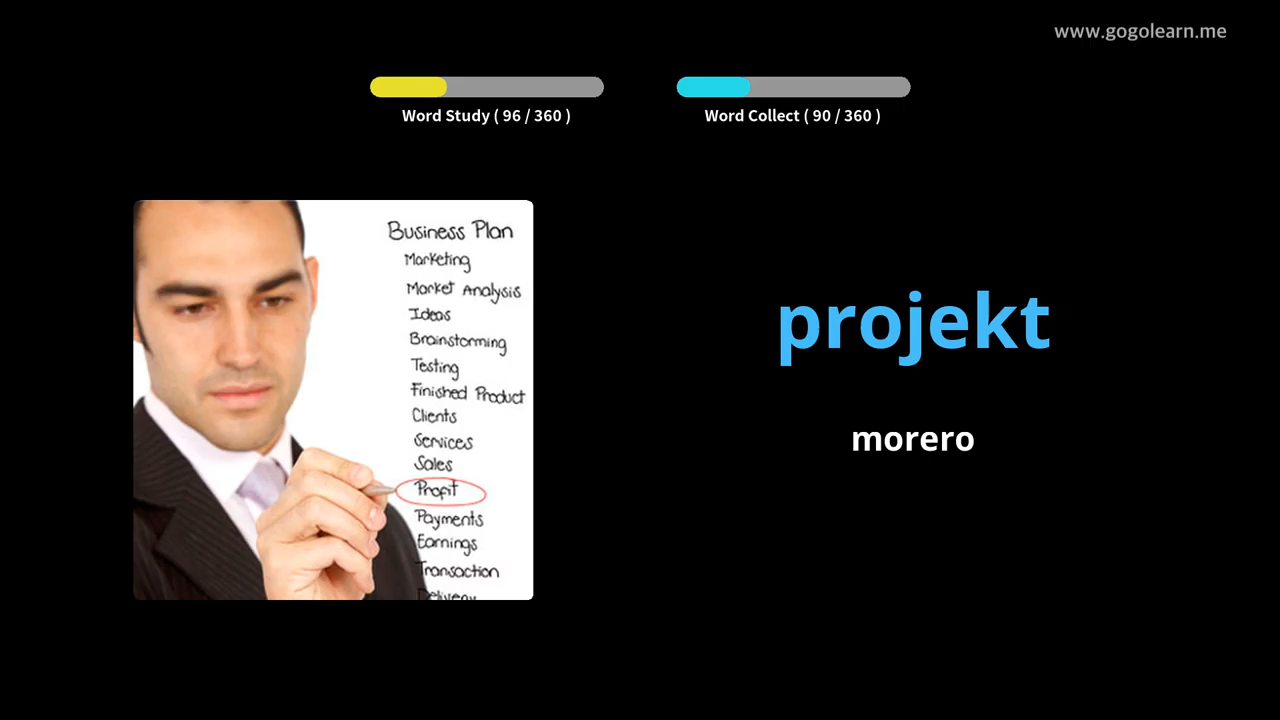 www.gogolearn.me
Word Study ( 96 / 360 )
Word Collect ( 90 / 360 )
Business Plan
Marketing
Market Analysis
Ideas
Brainstorming
Testing
Finished Product
Clients
Services
Sales
Profit
Payments
Earnings
Transaction
Delivery
projekt
morero